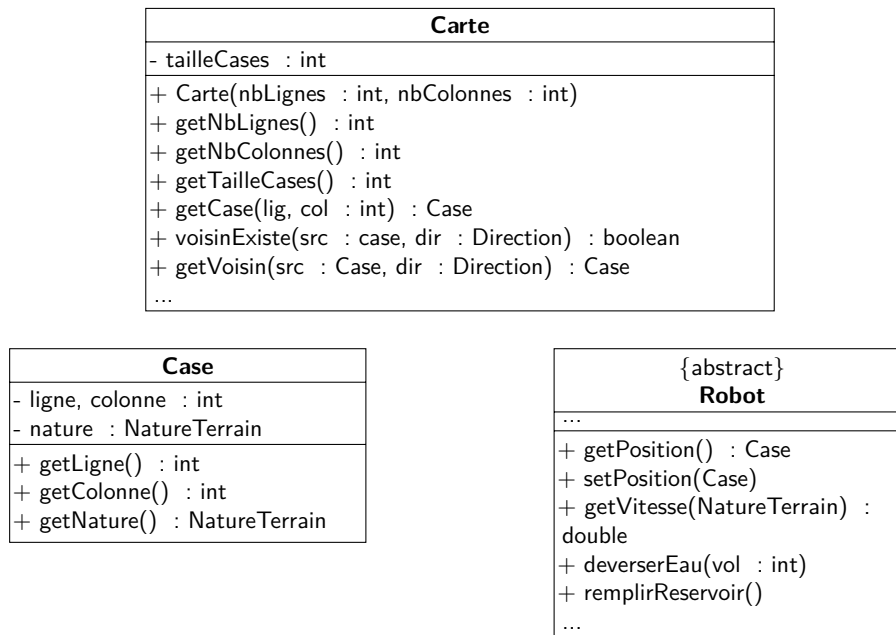 Carte
- tailleCases : int
+ Carte(nbLignes : int, nbColonnes : int)
+ getNbLignes() : int
+ getNbColonnes() : int
+ getTailleCases() : int
+ getCase(lig, col : int) : Case
+ voisinExiste(src : case, dir : Direction) : boolean
+ getVoisin(src : Case, dir : Direction) : Case
...
Case
- ligne, colonne : int
- nature : NatureTerrain
+ getLigne() : int
+ getColonne() : int
+ getNature() : NatureTerrain
{abstract}
Robot
...
+ getPosition() : Case
+ setPosition(Case)
+ getVitesse(NatureTerrain) :
double
+ deverserEau(vol : int)
+ remplirReservoir()
...